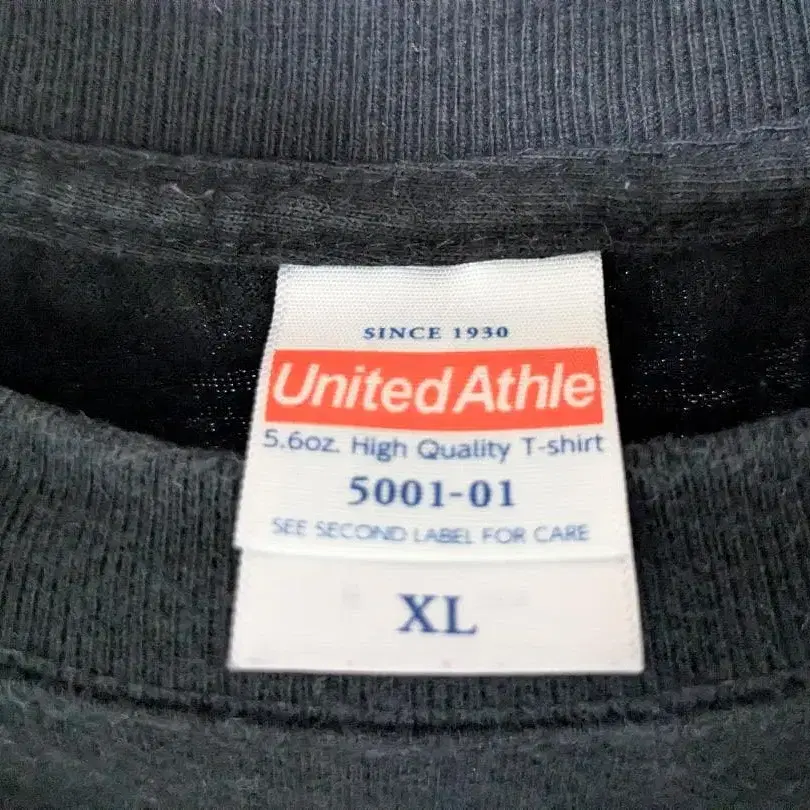 SINCE 1930
United Athle
5.6oz. High Quality T-shirt
5001-01
SEE SECOND LABEL FOR CARE
XL